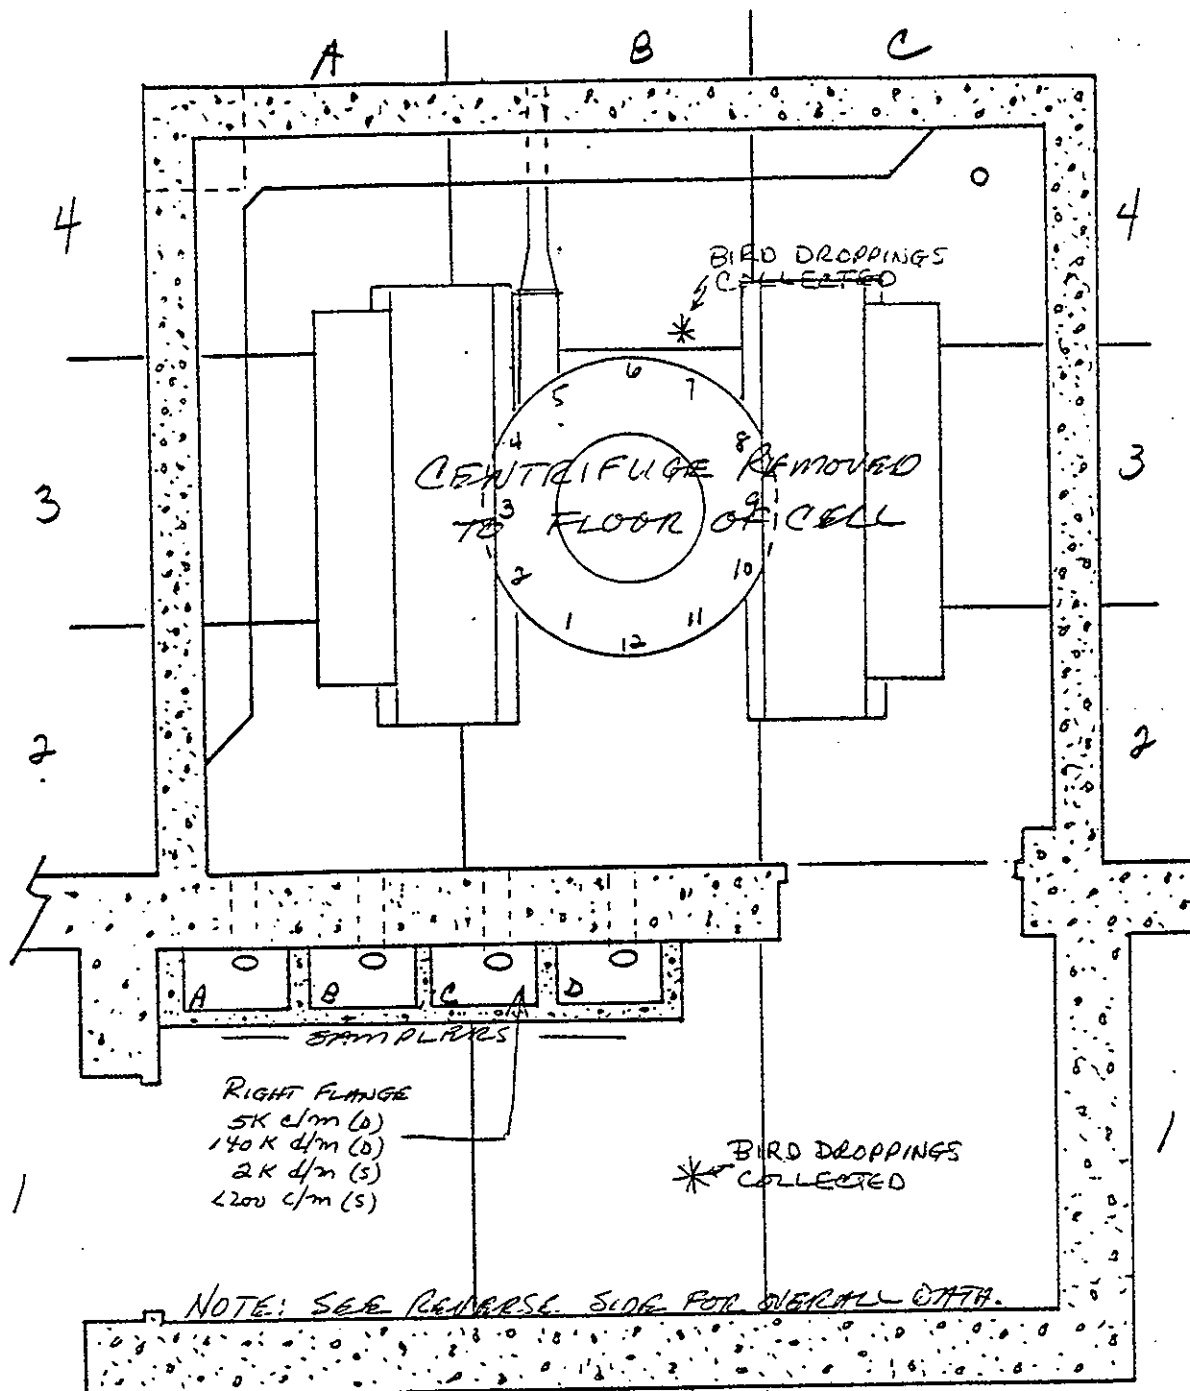 A B C
4 4
BIRD DROPPINGS
COLLECTED
6
5 7
4 8
CENTRIFUGE REMOVED
3 9
TO FLOOR OF CELL
3 3
2 10
1 11
12
2 2
A B C D
SAMPLERS
RIGHT FLANGE
5K c/m (D)
140K d/m (D)
2K d/m (S)
<200 c/m (S)
BIRD DROPPINGS
COLLECTED
1 1
NOTE: SEE REVERSE SIDE FOR OVERALL DATA.